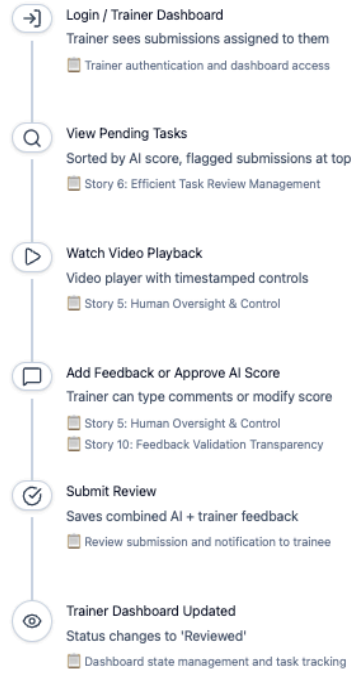 Login / Trainer Dashboard
Trainer sees submissions assigned to them
Trainer authentication and dashboard access
View Pending Tasks
Sorted by AI score, flagged submissions at top
Story 6: Efficient Task Review Management
Watch Video Playback
Video player with timestamped controls
Story 5: Human Oversight & Control
Add Feedback or Approve AI Score
Trainer can type comments or modify score
Story 5: Human Oversight & Control
Story 10: Feedback Validation Transparency
Submit Review
Saves combined AI + trainer feedback
Review submission and notification to trainee
Trainer Dashboard Updated
Status changes to 'Reviewed'
Dashboard state management and task tracking